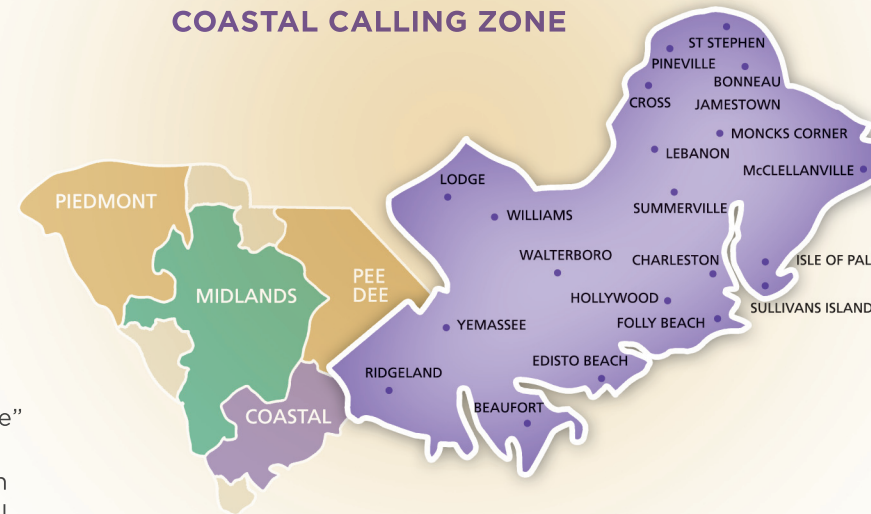 COASTAL CALLING ZONE
ST STEPHEN
PINEVILLE
BONNEAU
CROSS
JAMESTOWN
MONCKS CORNER
LEBANON
McCLELLANVILLE
LODGE
SUMMERVILLE
WILLIAMS
WALTERBORO
CHARLESTON
ISLE OF PAL
HOLLYWOOD
SULLIVANS ISLAND
FOLLY BEACH
YEMASSEE
EDISTO BEACH
RIDGELAND
BEAUFORT
PIEDMONT
MIDLANDS
PEE
DEE
COASTAL
e”
n